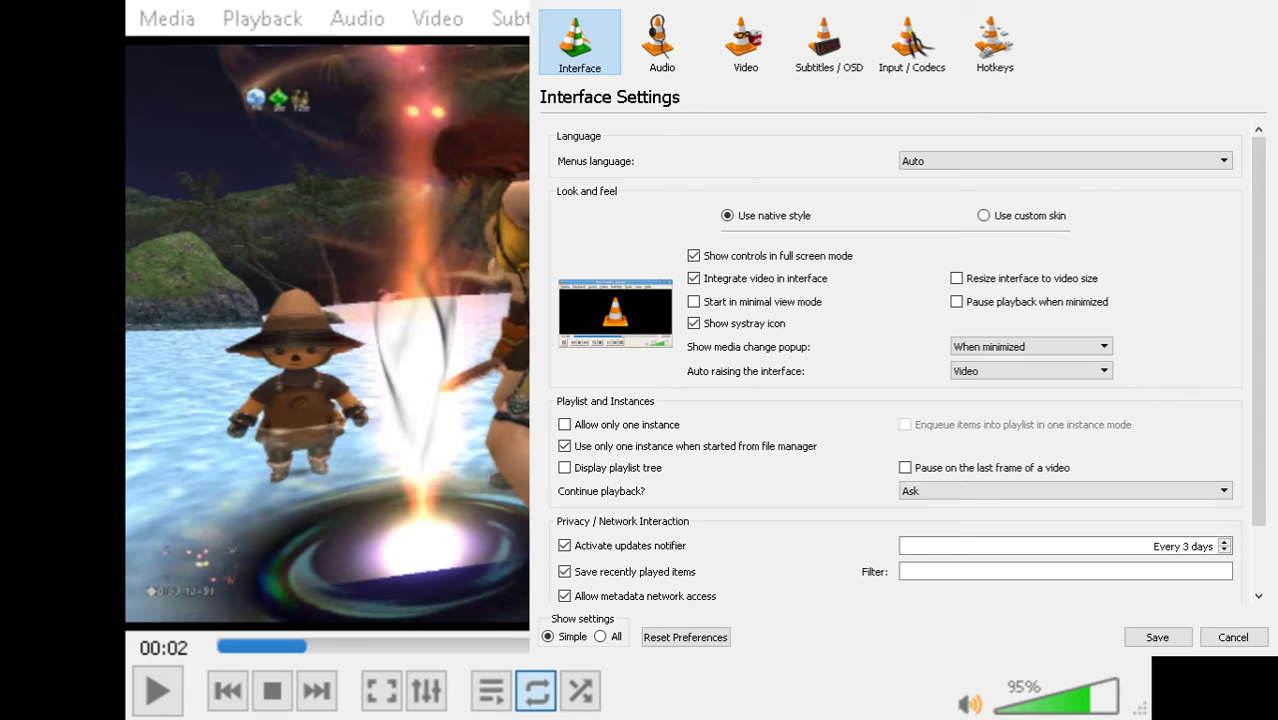 Media Playback Audio Video Subt
Interface Audio Video Subtitles / OSD Input / Codecs Hotkeys
Interface Settings
Language
Menus language: Auto
Look and feel
Use native style Use custom skin
Show controls in full screen mode
Integrate video in interface Resize interface to video size
Start in minimal view mode Pause playback when minimized
Show systray icon
Show media change popup: When minimized
Auto raising the interface: Video
Playlist and Instances
Allow only one instance Enqueue items into playlist in one instance mode
Use only one instance when started from file manager
Display playlist tree Pause on the last frame of a video
Continue playback? Ask
Privacy / Network Interaction
Activate updates notifier Every 3 days
Save recently played items Filter:
Allow metadata network access
Show settings
Simple All Reset Preferences Save Cancel
00:02
95%